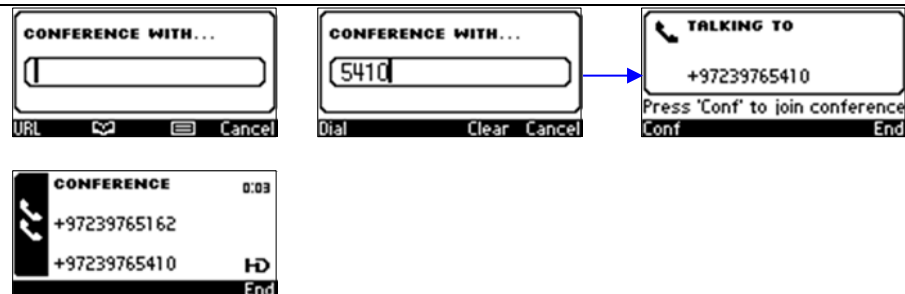 CONFERENCE WITH...
URL Cancel
CONFERENCE WITH...
5410
Dial Clear Cancel
TALKING TO
+97239765410
Press 'Conf' to join conference
Conf End
CONFERENCE 0:03
+97239765162
+97239765410 HD
End